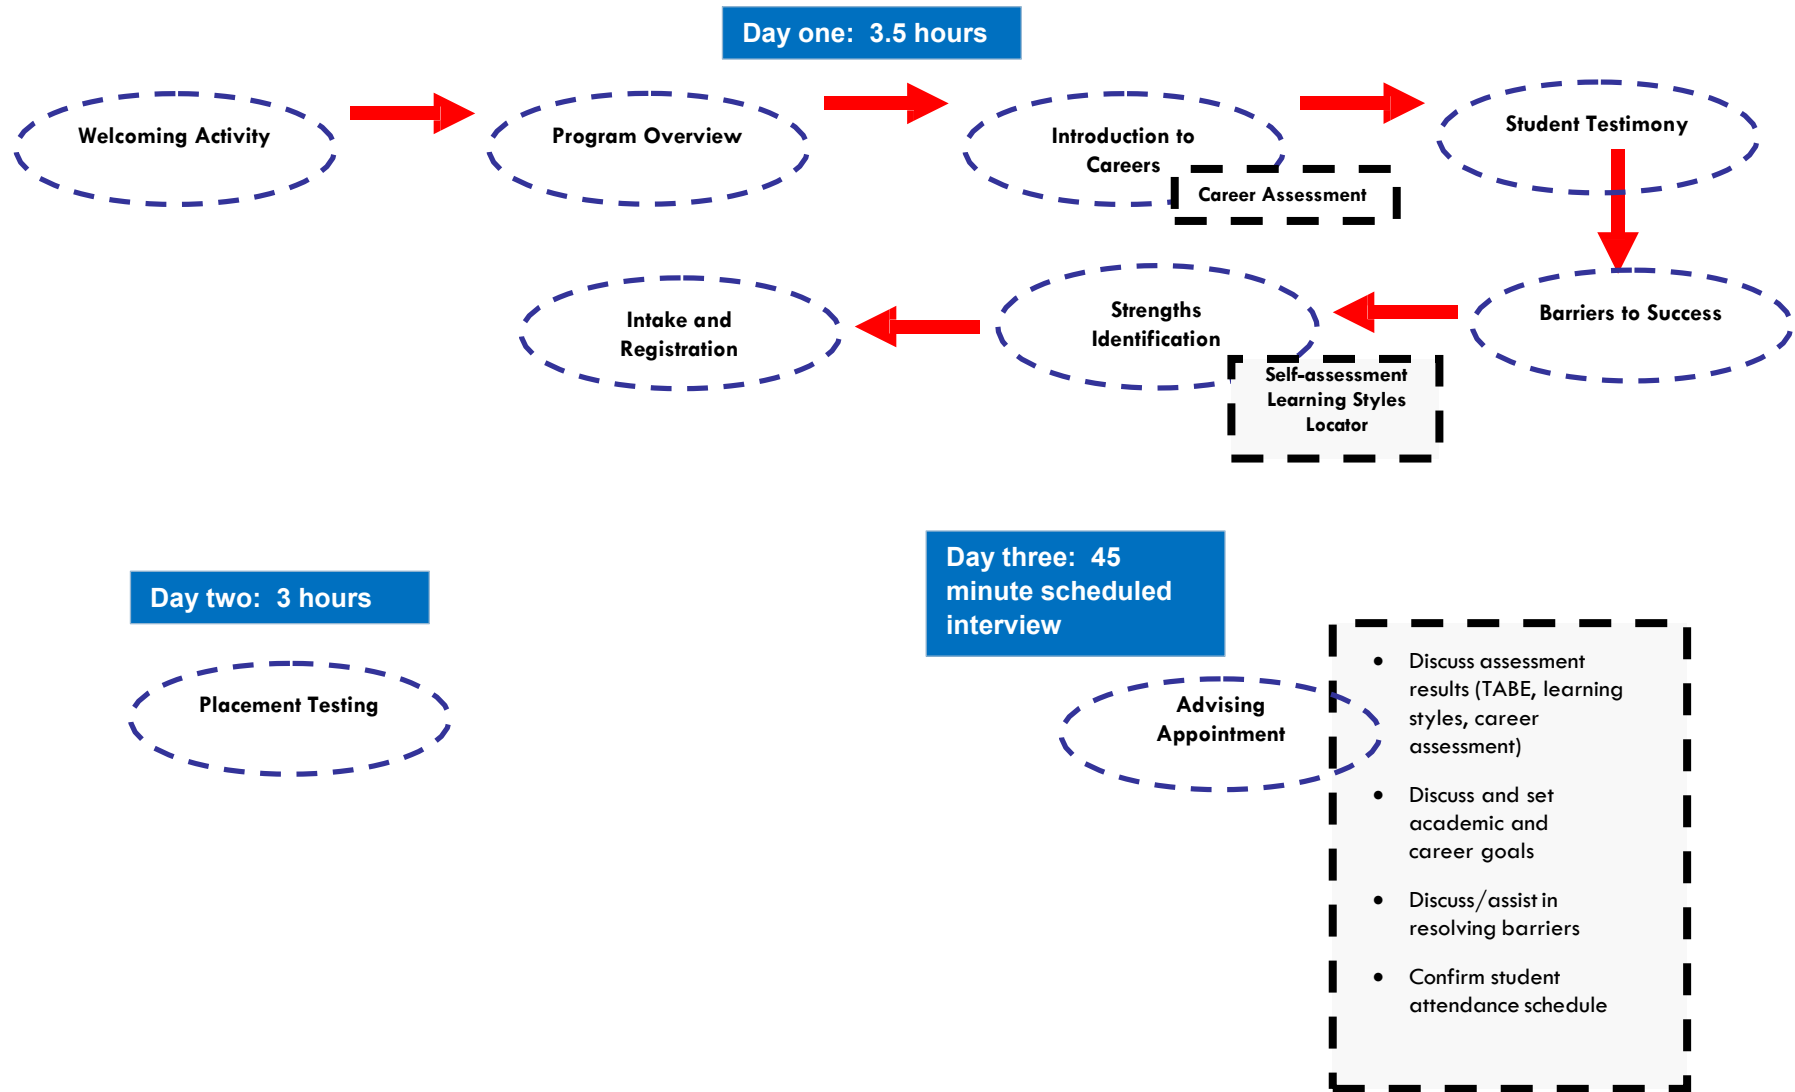 Day one:  3.5 hours
Welcoming Activity
Program Overview
Introduction to
Careers
Career Assessment
Student Testimony
Barriers to Success
Strengths
Identification
Self-assessment
Learning Styles
Locator
Intake and
Registration
Day two:  3 hours
Placement Testing
Day three:  45
minute scheduled
interview
Advising
Appointment
• Discuss assessment
results (TABE, learning
styles, career
assessment)
• Discuss and set
academic and
career goals
• Discuss/assist in
resolving barriers
• Confirm student
attendance schedule